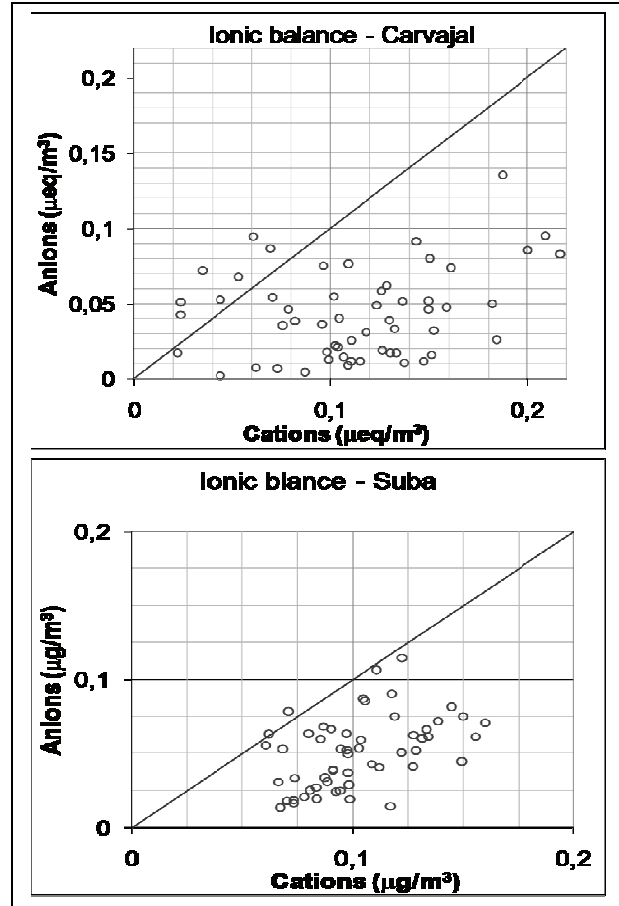 Ionic balance - Carvajal
0,2
0,15
0,1
0,05
0
Anions (µeq/m³)
0
0,1
0,2
Cations (µeq/m³)
Ionic blance - Suba
0,2
0,1
0
Anions (µg/m³)
0
0,1
0,2
Cations (µg/m³)